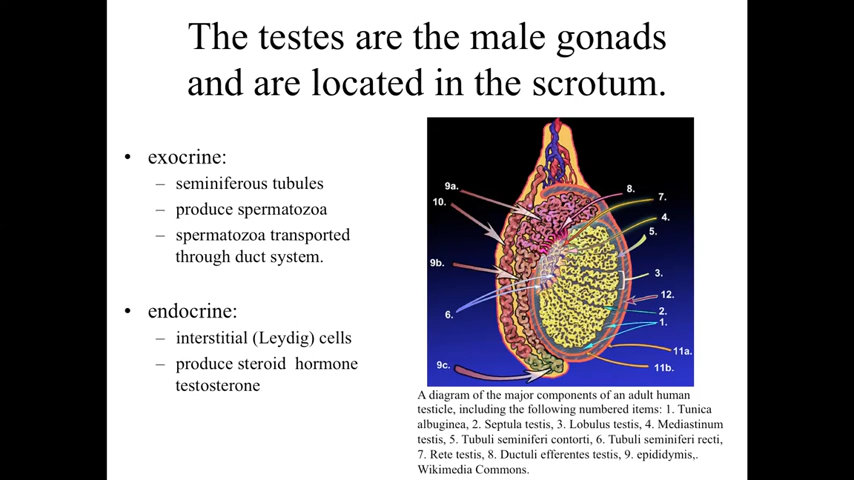 The testes are the male gonads
and are located in the scrotum.
• exocrine:
– seminiferous tubules
– produce spermatozoa
– spermatozoa transported
through duct system.
• endocrine:
– interstitial (Leydig) cells
– produce steroid hormone
testosterone
9a.
10.
9b.
6.
9c.
8.
7.
4.
5.
3.
12.
2.
1.
11a.
11b.
A diagram of the major components of an adult human
testicle, including the following numbered items: 1. Tunica
albuginea, 2. Septula testis, 3. Lobulus testis, 4. Mediastinum
testis, 5. Tubuli seminiferi contorti, 6. Tubuli seminiferi recti,
7. Rete testis, 8. Ductuli efferentes testis, 9. epididymis,.
Wikimedia Commons.